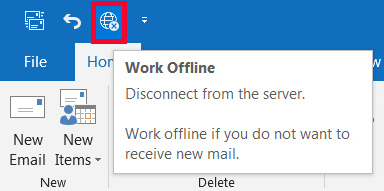 File
Ho
w
Work Offline
Disconnect from the server.
Work offline if you do not want to
receive new mail.
New
Email
New
Items
New
Delete